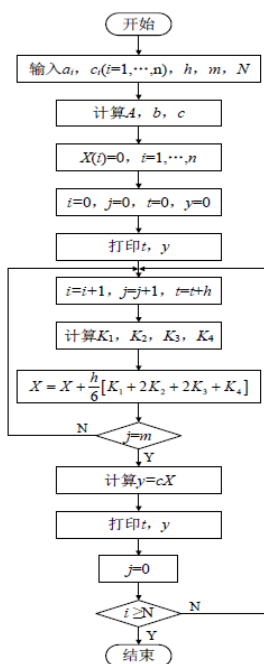 开始
输入aᵢ，cᵢ(i=1,…,n)，h，m，N
计算A，b，c
X(i)=0，i=1,…,n
i=0，j=0，t=0，y=0
打印t，y
i=i+1，j=j+1，t=t+h
计算K₁，K₂，K₃，K₄
X = X + h/6[K₁ + 2K₂ + 2K₃ + K₄]
N
j=m
Y
计算y=cX
打印t，y
j=0
i ≥N
N
Y
结束